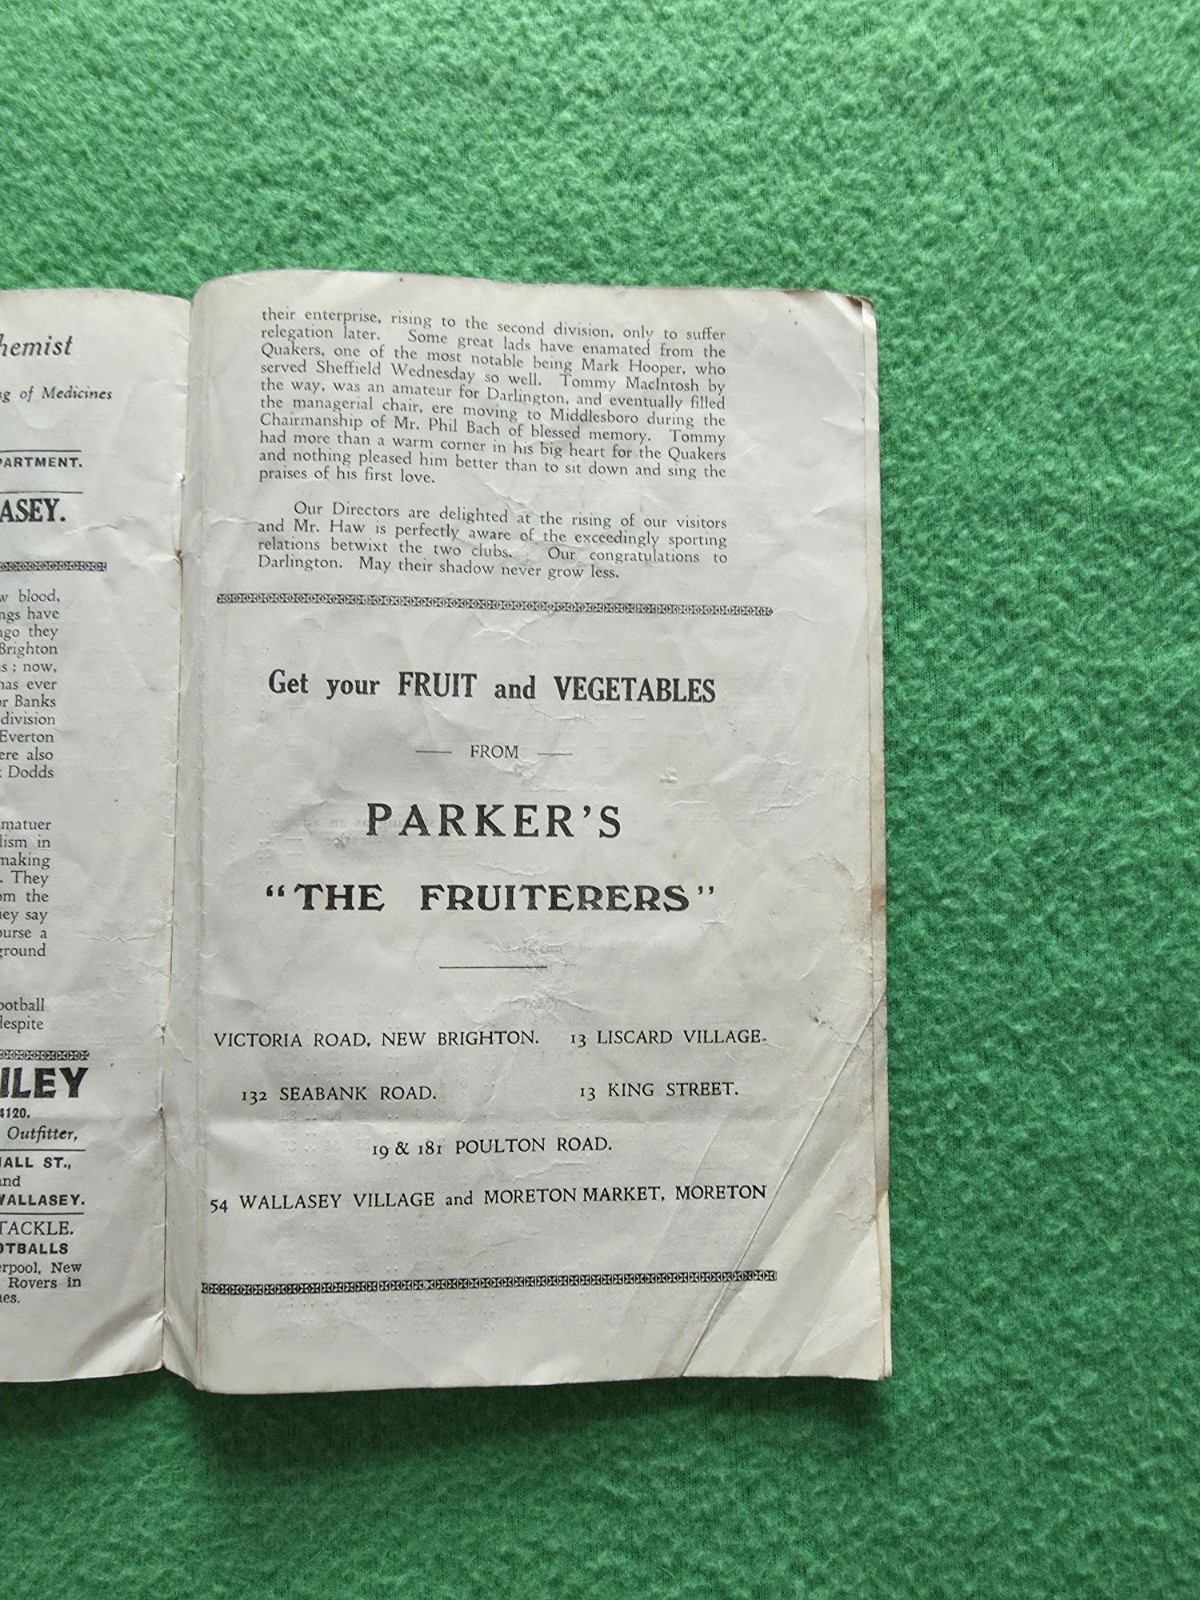 hemist
g of Medicines
PARTMENT.
ASEY.
w blood,
ngs have
ago they
Brighton
s ; now,
has ever
or Banks
division
Everton
ere also
Dodds
matuer
lism in
making
. They
om the
hey say
ourse a
ground
ootball
despite
ILEY
4120.
Outfitter,
HALL ST.,
and
WALLASEY.
TACKLE.
OTBALLS
erpool, New
Rovers in
nes.
their enterprise, rising to the second division, only to suffer
relegation later. Some great lads have enamated from the
Quakers, one of the most notable being Mark Hooper, who
served Sheffield Wednesday so well. Tommy MacIntosh by
the way, was an amateur for Darlington, and eventually filled
the managerial chair, ere moving to Middlesboro during the
Chairmanship of Mr. Phil Bach of blessed memory. Tommy
had more than a warm corner in his big heart for the Quakers
and nothing pleased him better than to sit down and sing the
praises of his first love.
Our Directors are delighted at the rising of our visitors
and Mr. Haw is perfectly aware of the exceedingly sporting
relations betwixt the two clubs. Our congratulations to
Darlington. May their shadow never grow less.
Get your FRUIT and VEGETABLES
— FROM —
PARKER'S
"THE FRUITERERS"
VICTORIA ROAD, NEW BRIGHTON. 13 LISCARD VILLAGE.
132 SEABANK ROAD. 13 KING STREET.
19 & 181 POULTON ROAD.
54 WALLASEY VILLAGE and MORETON MARKET, MORETON